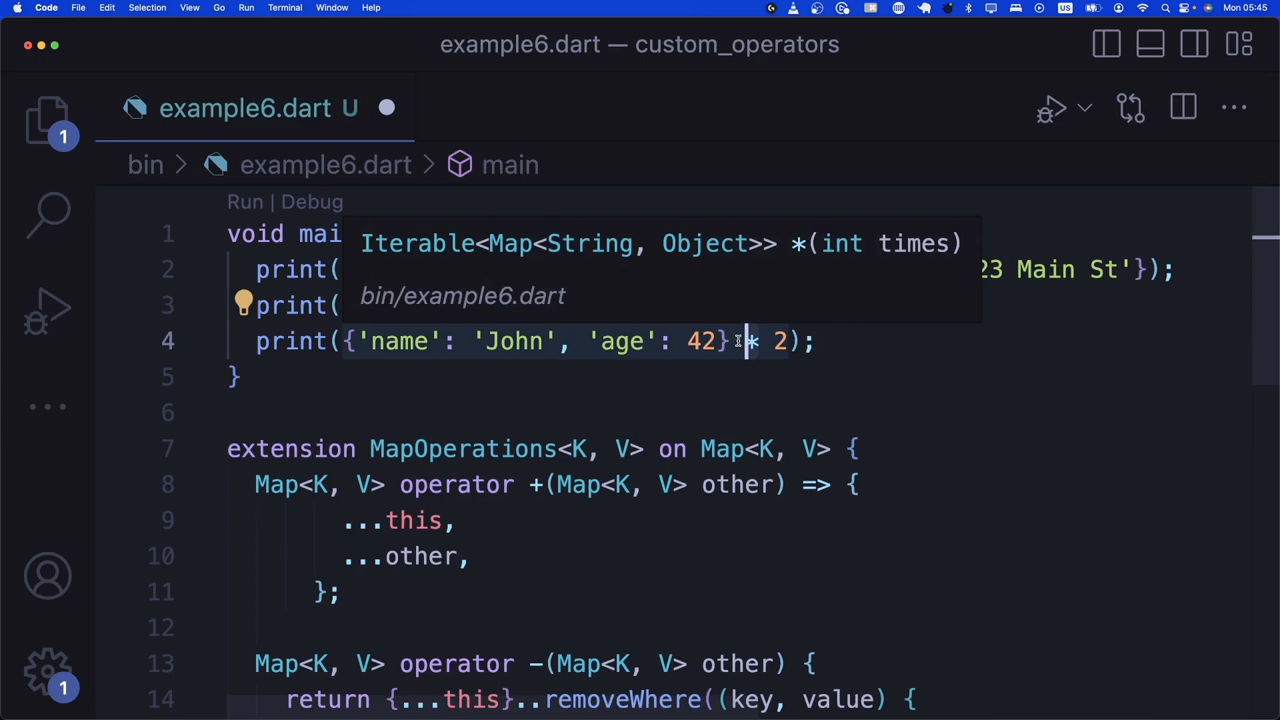 Code File Edit Selection View Go Run Terminal Window Help US Mon 05:45
example6.dart — custom_operators
example6.dart U
bin > example6.dart > main
1
Run | Debug
1 void mai
Iterable<Map<String, Object>> *(int times)
2 print( 23 Main St'});
bin/example6.dart
3 print(
4 print({'name': 'John', 'age': 42} * 2);
5 }
6
7 extension MapOperations<K, V> on Map<K, V> {
8 Map<K, V> operator +(Map<K, V> other) => {
9 ...this,
10 ...other,
11 };
12
13 Map<K, V> operator -(Map<K, V> other) {
14 return {...this}..removeWhere((key, value) {
1